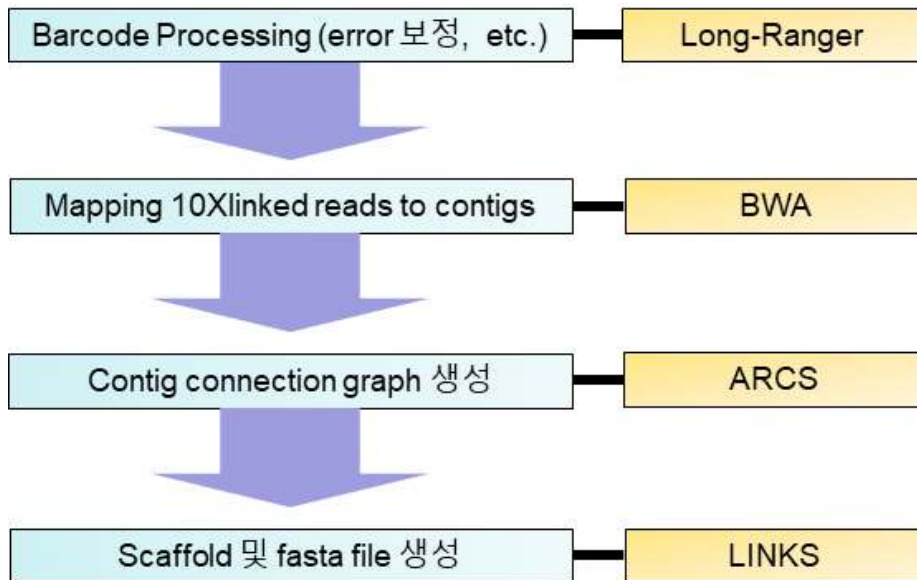 Barcode Processing (error 보정, etc.)
Long-Ranger
Mapping 10Xlinked reads to contigs
BWA
Contig connection graph 생성
ARCS
Scaffold 및 fasta file 생성
LINKS